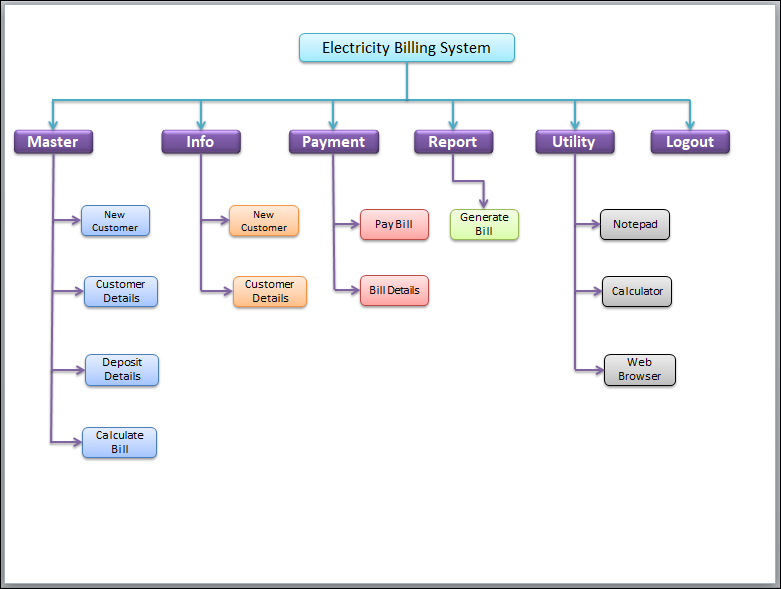 Electricity Billing System
Master
Info
Payment
Report
Utility
Logout
New
Customer
Customer
Details
Deposit
Details
Calculate
Bill
New
Customer
Customer
Details
Pay Bill
Bill Details
Generate
Bill
Notepad
Calculator
Web
Browser